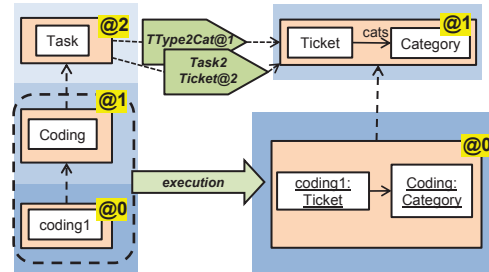 @2
Task
TType2Cat@1
Task2
Ticket@2
@1
Ticket
cats
Category
@1
Coding
@0
coding1
execution
@0
coding1:
Ticket
Coding:
Category